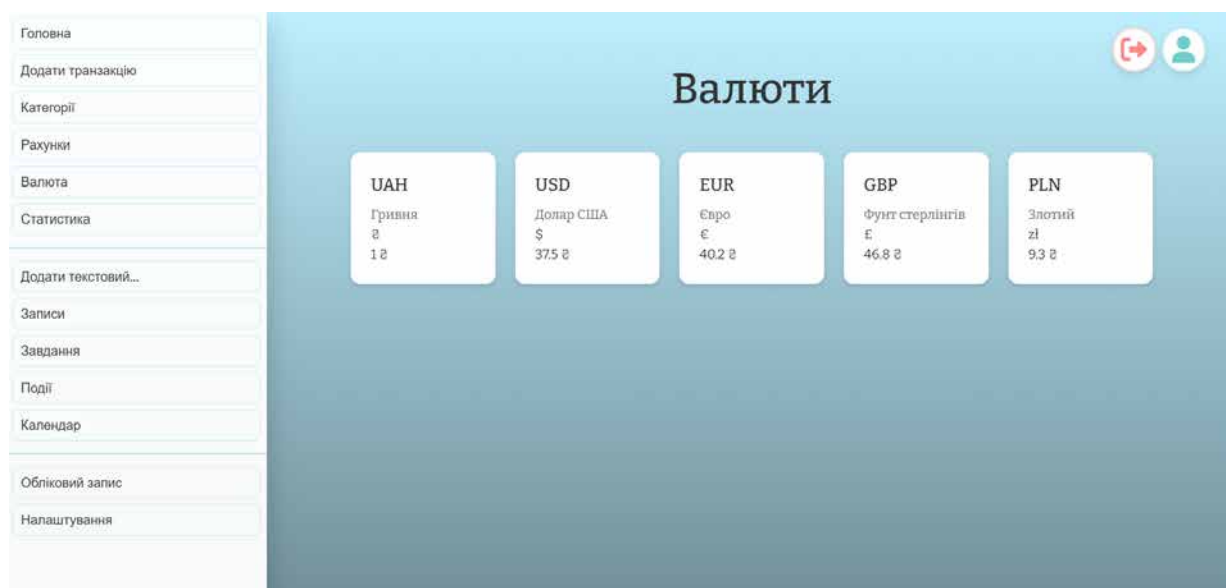 Головна
Додати транзакцію
Категорії
Рахунки
Валюта
Статистика
Додати текстовий...
Записи
Завдання
Події
Календар
Обліковий запис
Налаштування
Валюти
UAH
Гривня
₴
1 ₴
USD
Долар США
$
37.5 ₴
EUR
Євро
€
40.2 ₴
GBP
Фунт стерлінгів
£
46.8 ₴
PLN
Злотий
zł
9.3 ₴